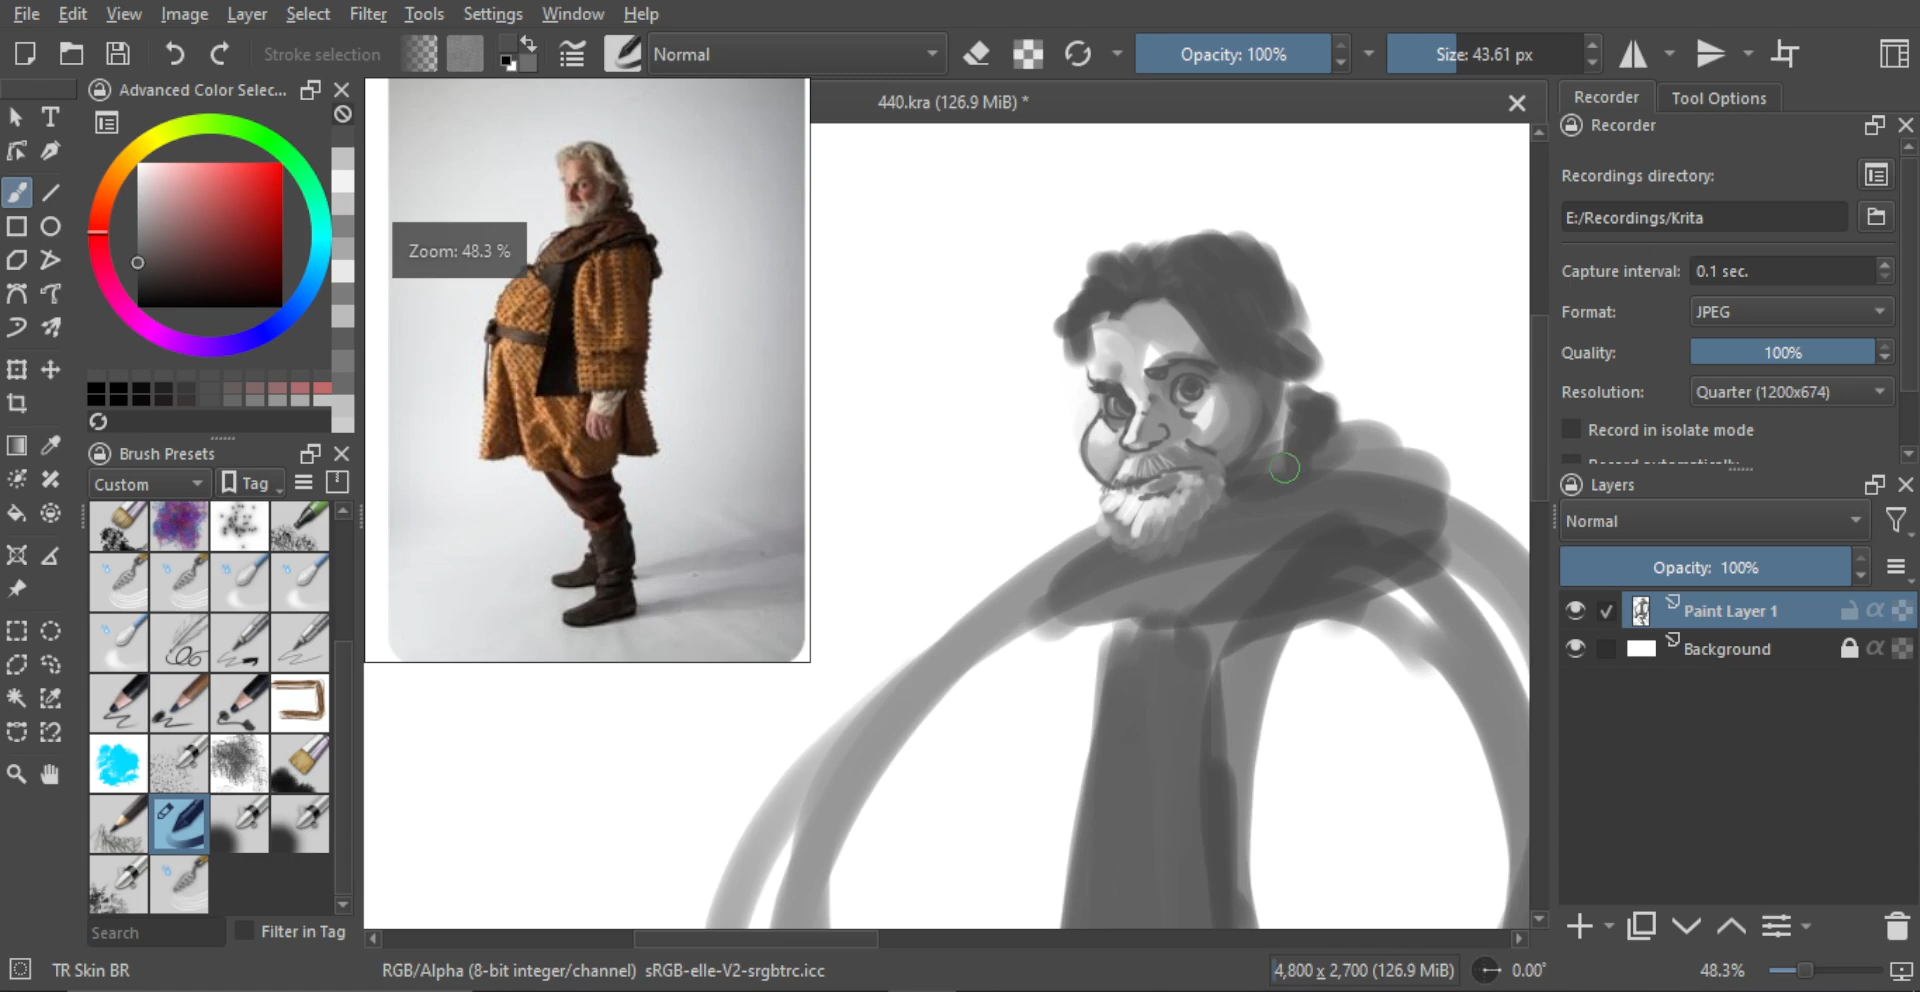 File Edit View Image Layer Select Filter Tools Settings Window Help
Stroke selection
Normal
Opacity: 100%
Size: 43.61 px
Advanced Color Selec...
440.kra (126.9 MiB) *
Recorder
Tool Options
Recorder
Recordings directory:
E:/Recordings/Krita
Zoom: 48.3 %
Capture interval: 0.1 sec.
Format: JPEG
Quality: 100%
Resolution: Quarter (1200x674)
Record in isolate mode
Record automatically
Brush Presets
Custom
Tag
Layers
Normal
Opacity: 100%
Paint Layer 1
Background
Search
Filter in Tag
TR Skin BR
RGB/Alpha (8-bit integer/channel) sRGB-elle-V2-srgbtrc.icc
4,800 x 2,700 (126.9 MiB)
0.00°
48.3%